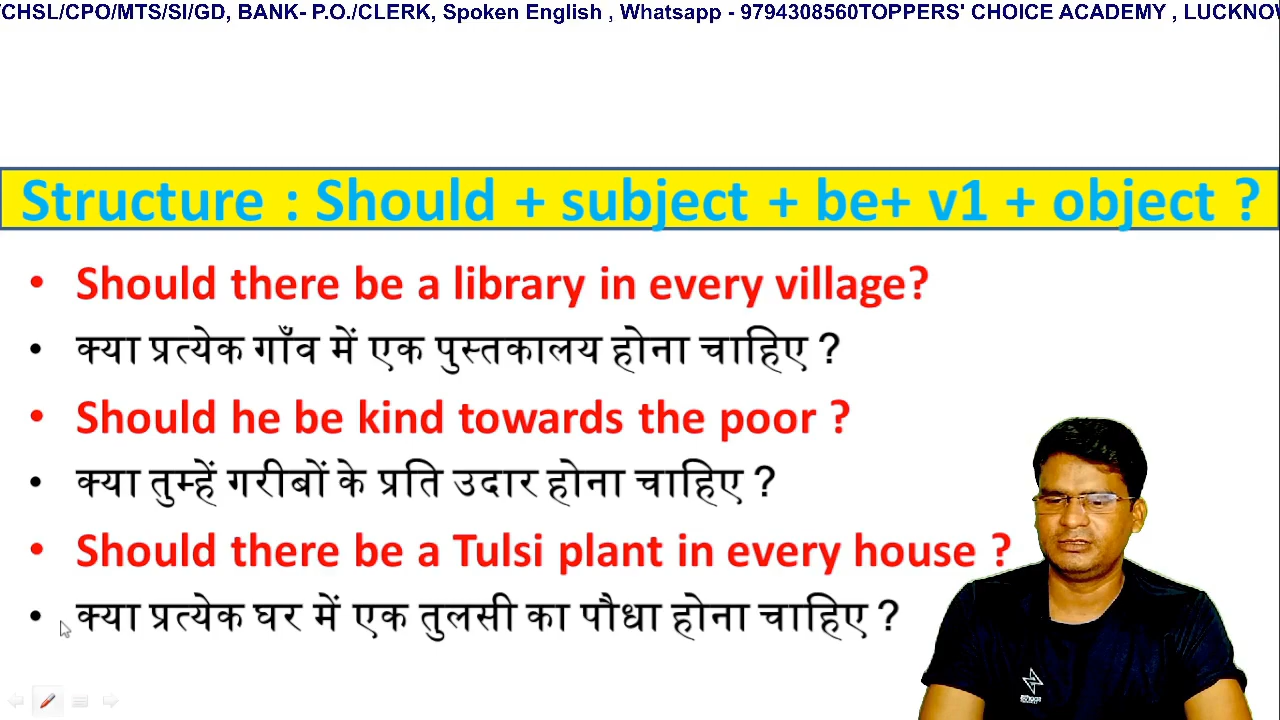 CHSL/CPO/MTS/SI/GD, BANK- P.O./CLERK, Spoken English , Whatsapp - 9794308560TOPPERS' CHOICE ACADEMY , LUCKNOW
Structure : Should + subject + be+ v1 + object ?
• Should there be a library in every village?
• क्या प्रत्येक गाँव में एक पुस्तकालय होना चाहिए ?
• Should he be kind towards the poor ?
• क्या तुम्हें गरीबों के प्रति उदार होना चाहिए ?
• Should there be a Tulsi plant in every house ?
• क्या प्रत्येक घर में एक तुलसी का पौधा होना चाहिए ?